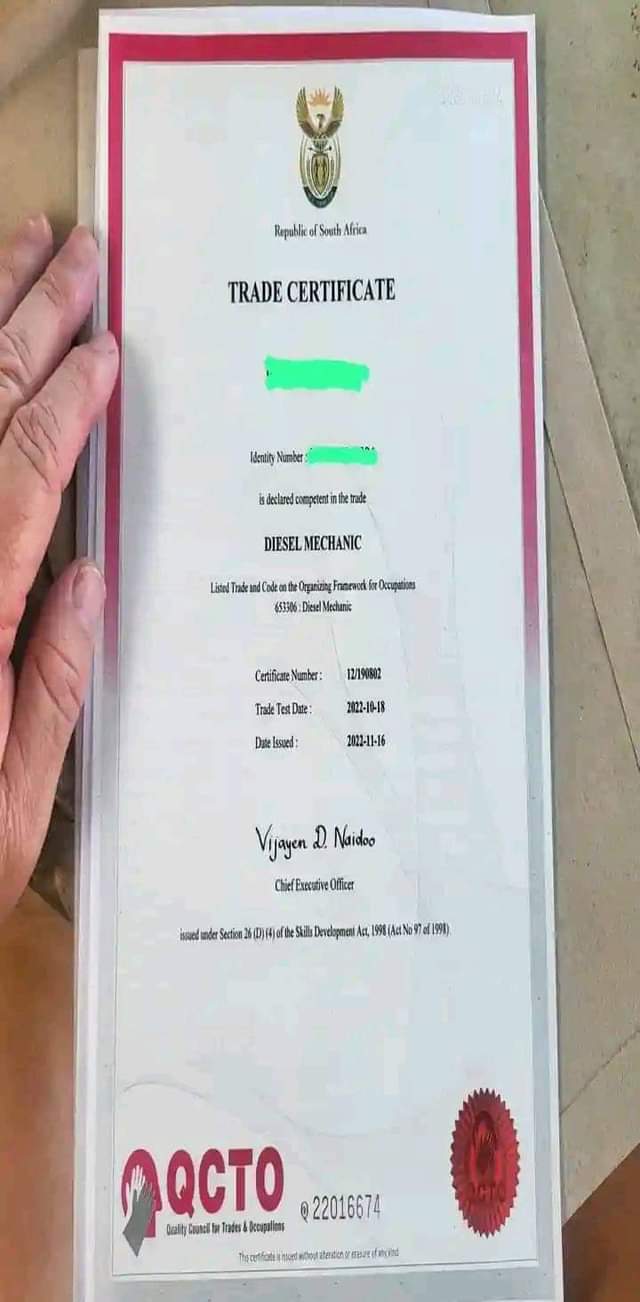 Republic of South Africa
TRADE CERTIFICATE
Identity Number :
is declared competent in the trade
DIESEL MECHANIC
Listed Trade and Code on the Organizing Framework for Occupations
653306 : Diesel Mechanic
Certificate Number : 12/190802
Trade Test Date : 2022-10-18
Date Issued : 2022-11-16
Vijayen D. Naidoo
Chief Executive Officer
issued under Section 26 (D) (4) of the Skills Development Act, 1998 (Act No 97 of 1998)
QCTO
Quality Council for Trades & Occupations
22016674
QCTO
This certificate is issued without alteration or erasure of any kind